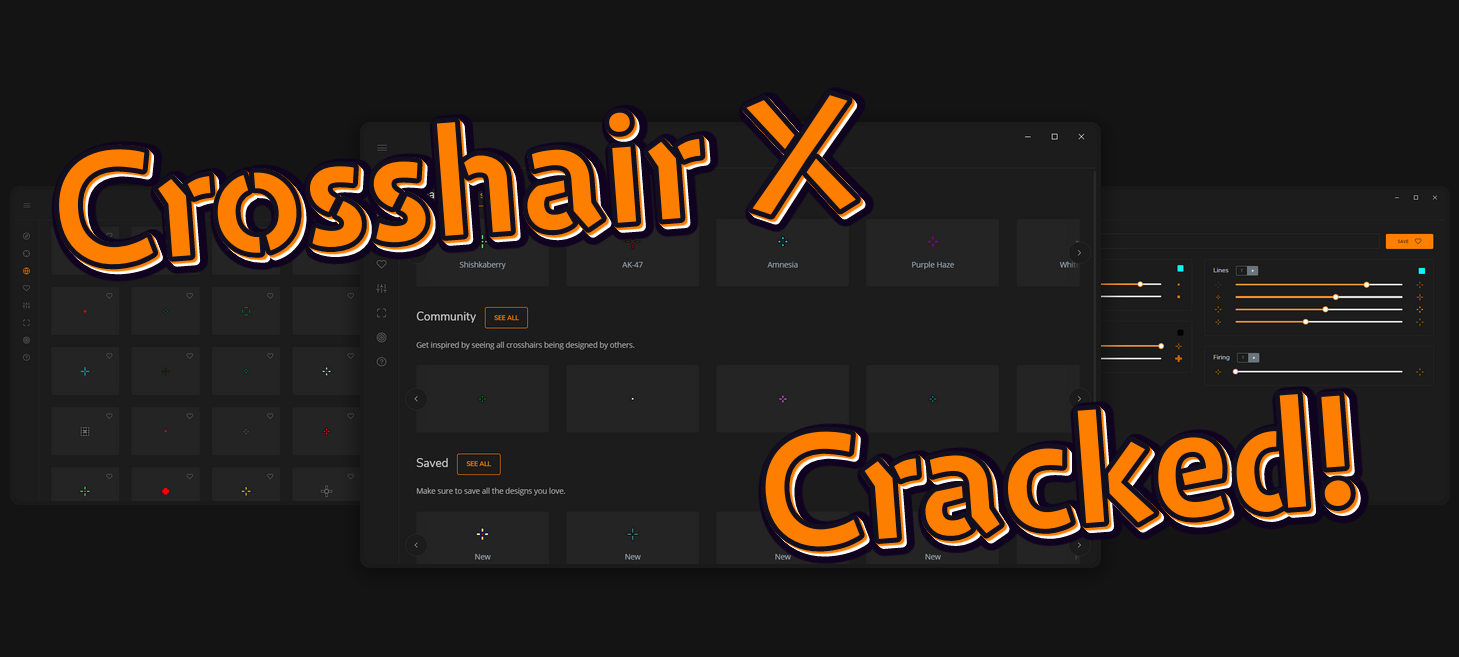 Crosshair X
SAVE
Shishkaberry
AK-47
Amnesia
Purple Haze
Lines
Community
SEE ALL
Get inspired by seeing all crosshairs being designed by others.
Firing
Saved
SEE ALL
Make sure to save all the designs you love.
New
New
New
New
Cracked!